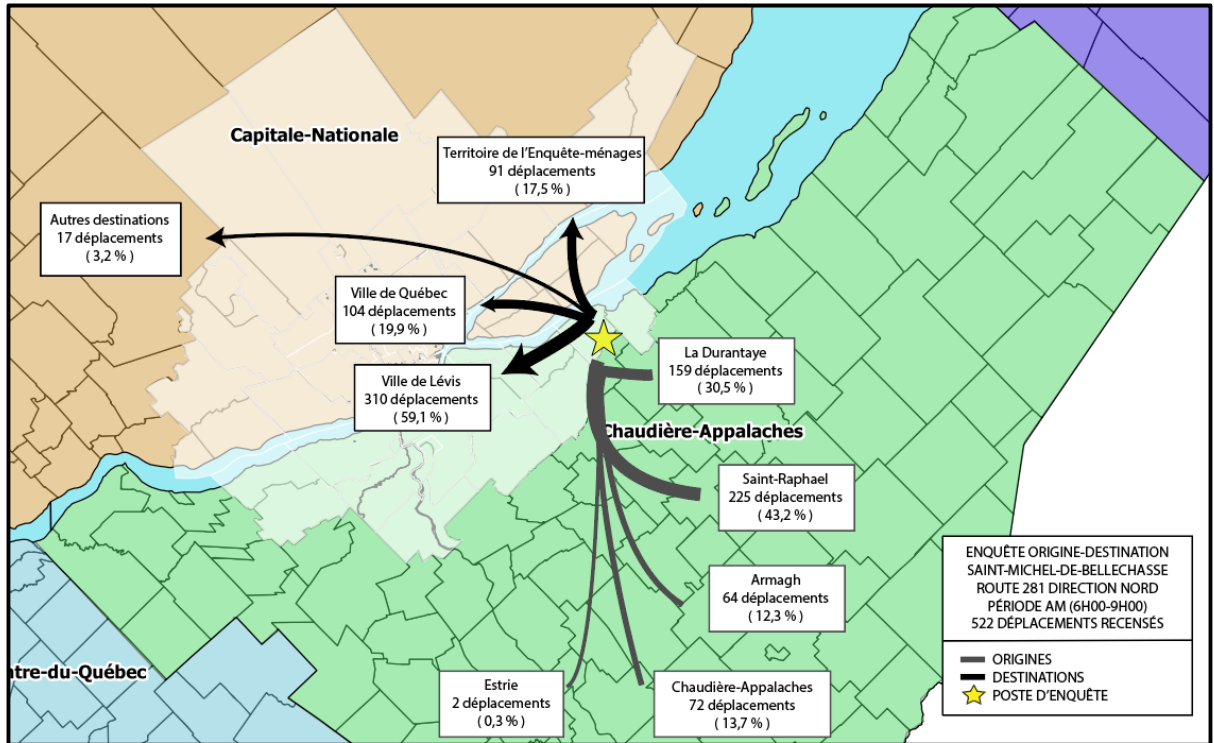 Capitale-Nationale
Territoire de l'Enquête-ménages
91 déplacements
( 17,5 % )
Autres destinations
17 déplacements
( 3,2 % )
Ville de Québec
104 déplacements
( 19,9 % )
La Durantaye
159 déplacements
( 30,5 % )
Ville de Lévis
310 déplacements
( 59,1 % )
Chaudière-Appalaches
Saint-Raphael
225 déplacements
( 43,2 % )
Armagh
64 déplacements
( 12,3 % )
ntre-du-Québec
Estrie
2 déplacements
( 0,3 % )
Chaudière-Appalaches
72 déplacements
( 13,7 % )
ENQUÊTE ORIGINE-DESTINATION
SAINT-MICHEL-DE-BELLECHASSE
ROUTE 281 DIRECTION NORD
PÉRIODE AM (6H00-9H00)
522 DÉPLACEMENTS RECENSÉS
ORIGINES
DESTINATIONS
POSTE D'ENQUÊTE